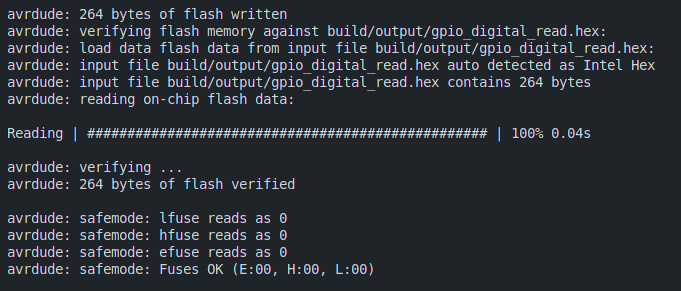 avrdude: 264 bytes of flash written
avrdude: verifying flash memory against build/output/gpio_digital_read.hex:
avrdude: load data flash data from input file build/output/gpio_digital_read.hex:
avrdude: input file build/output/gpio_digital_read.hex auto detected as Intel Hex
avrdude: input file build/output/gpio_digital_read.hex contains 264 bytes
avrdude: reading on-chip flash data:
Reading | ################################################## | 100% 0.04s
avrdude: verifying ...
avrdude: 264 bytes of flash verified
avrdude: safemode: lfuse reads as 0
avrdude: safemode: hfuse reads as 0
avrdude: safemode: efuse reads as 0
avrdude: safemode: Fuses OK (E:00, H:00, L:00)